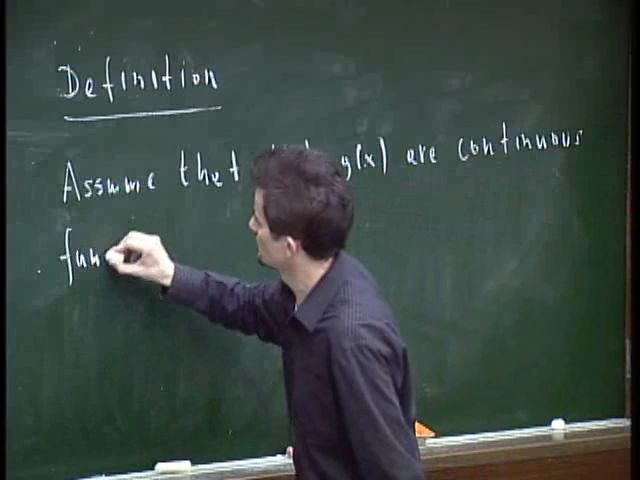 Definition
Assume that g(x) are continuous
fun